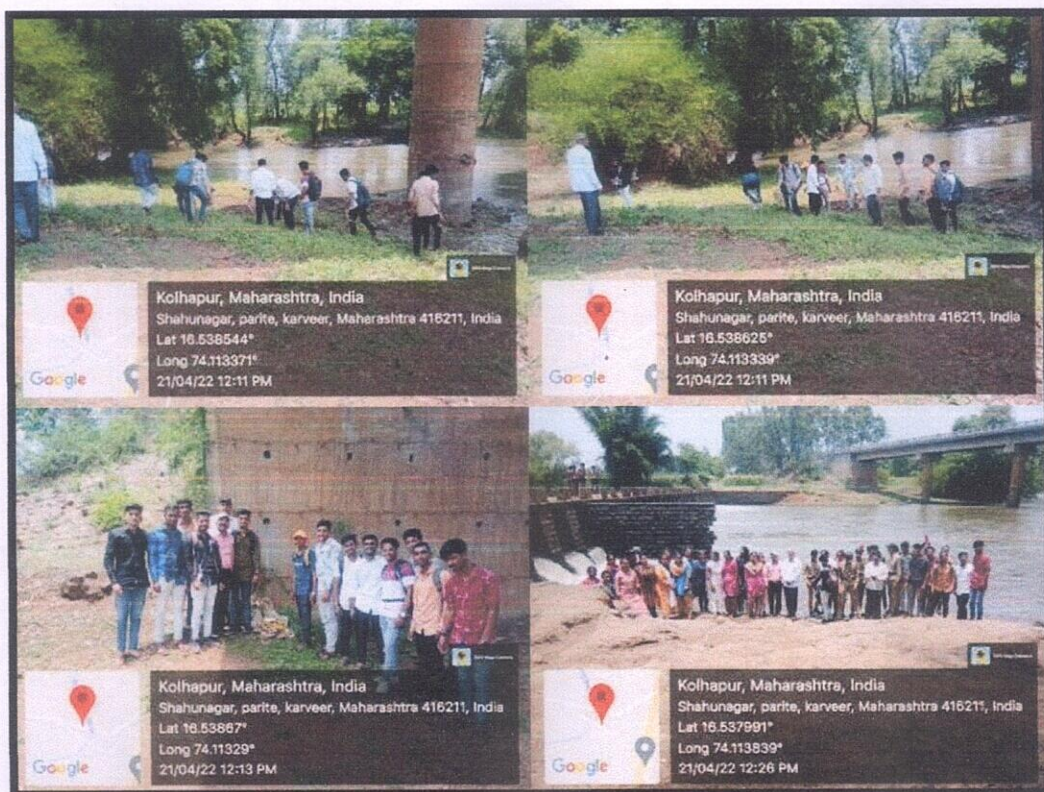 Kolhapur, Maharashtra, India
Shahunagar, parite, karveer, Maharashtra 416211, India
Lat 16.538544°
Long 74.113371°
21/04/22 12:11 PM
Google
Kolhapur, Maharashtra, India
Shahunagar, parite, karveer, Maharashtra 416211, India
Lat 16.538625°
Long 74.113339°
21/04/22 12:11 PM
Google
Kolhapur, Maharashtra, India
Shahunagar, parite, karveer, Maharashtra 416211, India
Lat 16.53867°
Long 74.11329°
21/04/22 12:13 PM
Google
Kolhapur, Maharashtra, India
Shahunagar, parite, karveer, Maharashtra 416211, India
Lat 16.537991°
Long 74.113839°
21/04/22 12:26 PM
Google